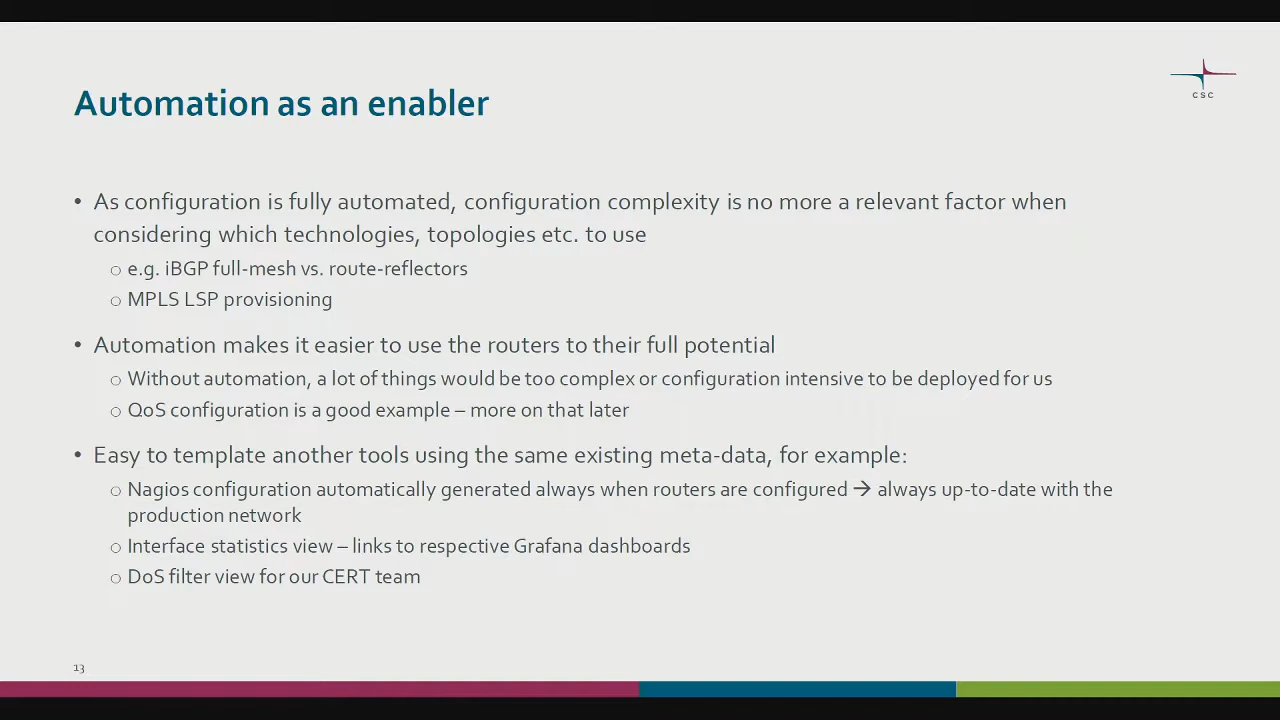 CSC
Automation as an enabler
• As configuration is fully automated, configuration complexity is no more a relevant factor when
considering which technologies, topologies etc. to use
o e.g. iBGP full-mesh vs. route-reflectors
o MPLS LSP provisioning
• Automation makes it easier to use the routers to their full potential
o Without automation, a lot of things would be too complex or configuration intensive to be deployed for us
o QoS configuration is a good example – more on that later
• Easy to template another tools using the same existing meta-data, for example:
o Nagios configuration automatically generated always when routers are configured → always up-to-date with the
production network
o Interface statistics view – links to respective Grafana dashboards
o DoS filter view for our CERT team
13